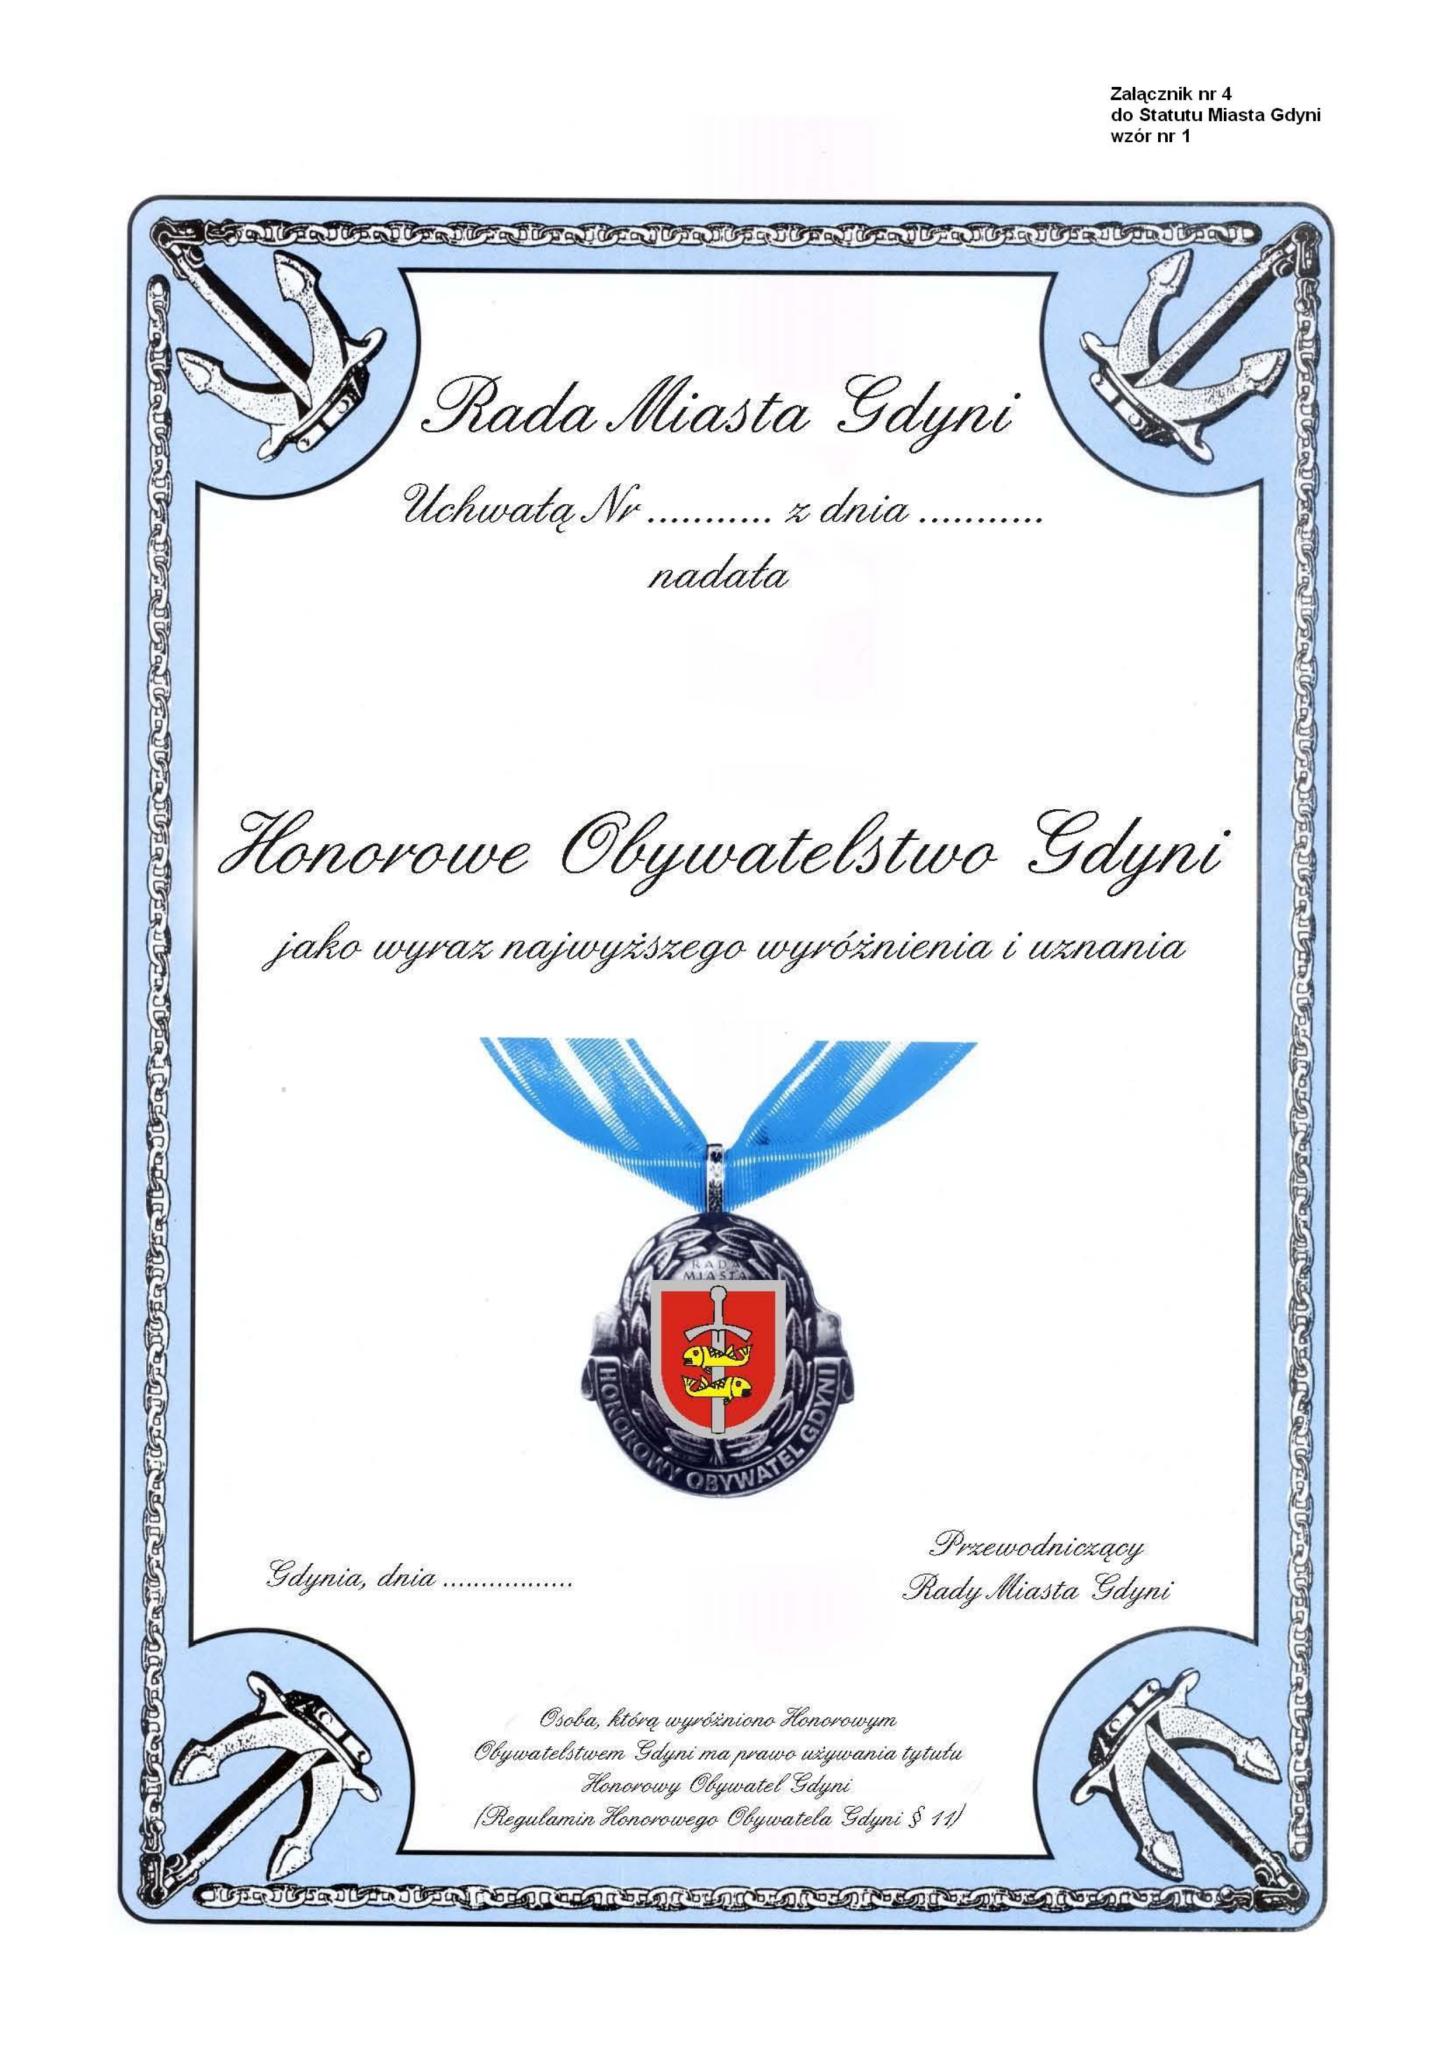 Załącznik nr 4
do Statutu Miasta Gdyni
wzór nr 1
Rada Miasta Gdyni
Uchwałą Nr ........... z dnia ...........
nadała
Honorowe Obywatelstwo Gdyni
jako wyraz najwyższego wyróżnienia i uznania
RADA
MIASTA
HONOROWY OBYWATEL GDYNI
Przewodniczący
Gdynia, dnia .................
Rady Miasta Gdyni
Osoba, którą wyróżniono Honorowym
Obywatelstwem Gdyni ma prawo używania tytułu
Honorowy Obywatel Gdyni
(Regulamin Honorowego Obywatela Gdyni § 11)